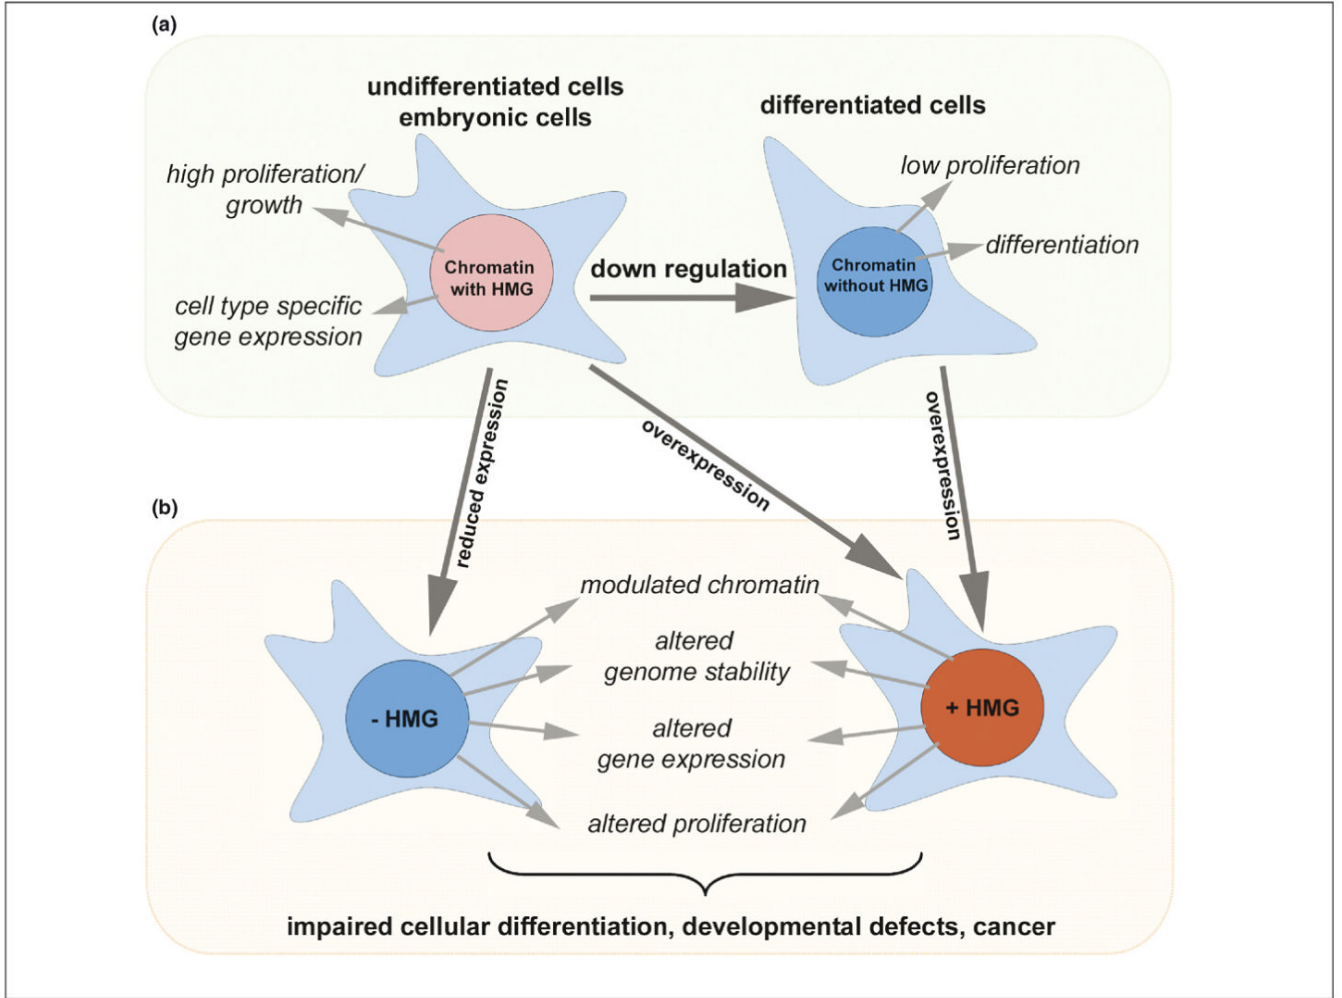 (a)
undifferentiated cells
embryonic cells
differentiated cells
high proliferation/
growth
low proliferation
differentiation
Chromatin
with HMG
down regulation
Chromatin
without HMG
cell type specific
gene expression
reduced expression
overexpression
overexpression
(b)
modulated chromatin
altered
genome stability
- HMG
+ HMG
altered
gene expression
altered proliferation
impaired cellular differentiation, developmental defects, cancer